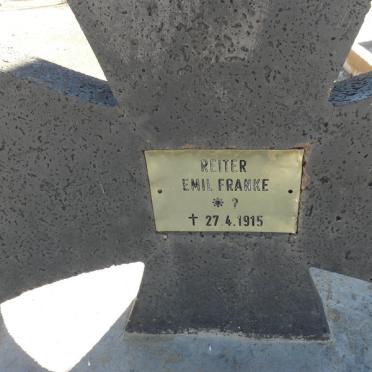 REITER
EMIL FRANKE
* ?
† 27.4.1915